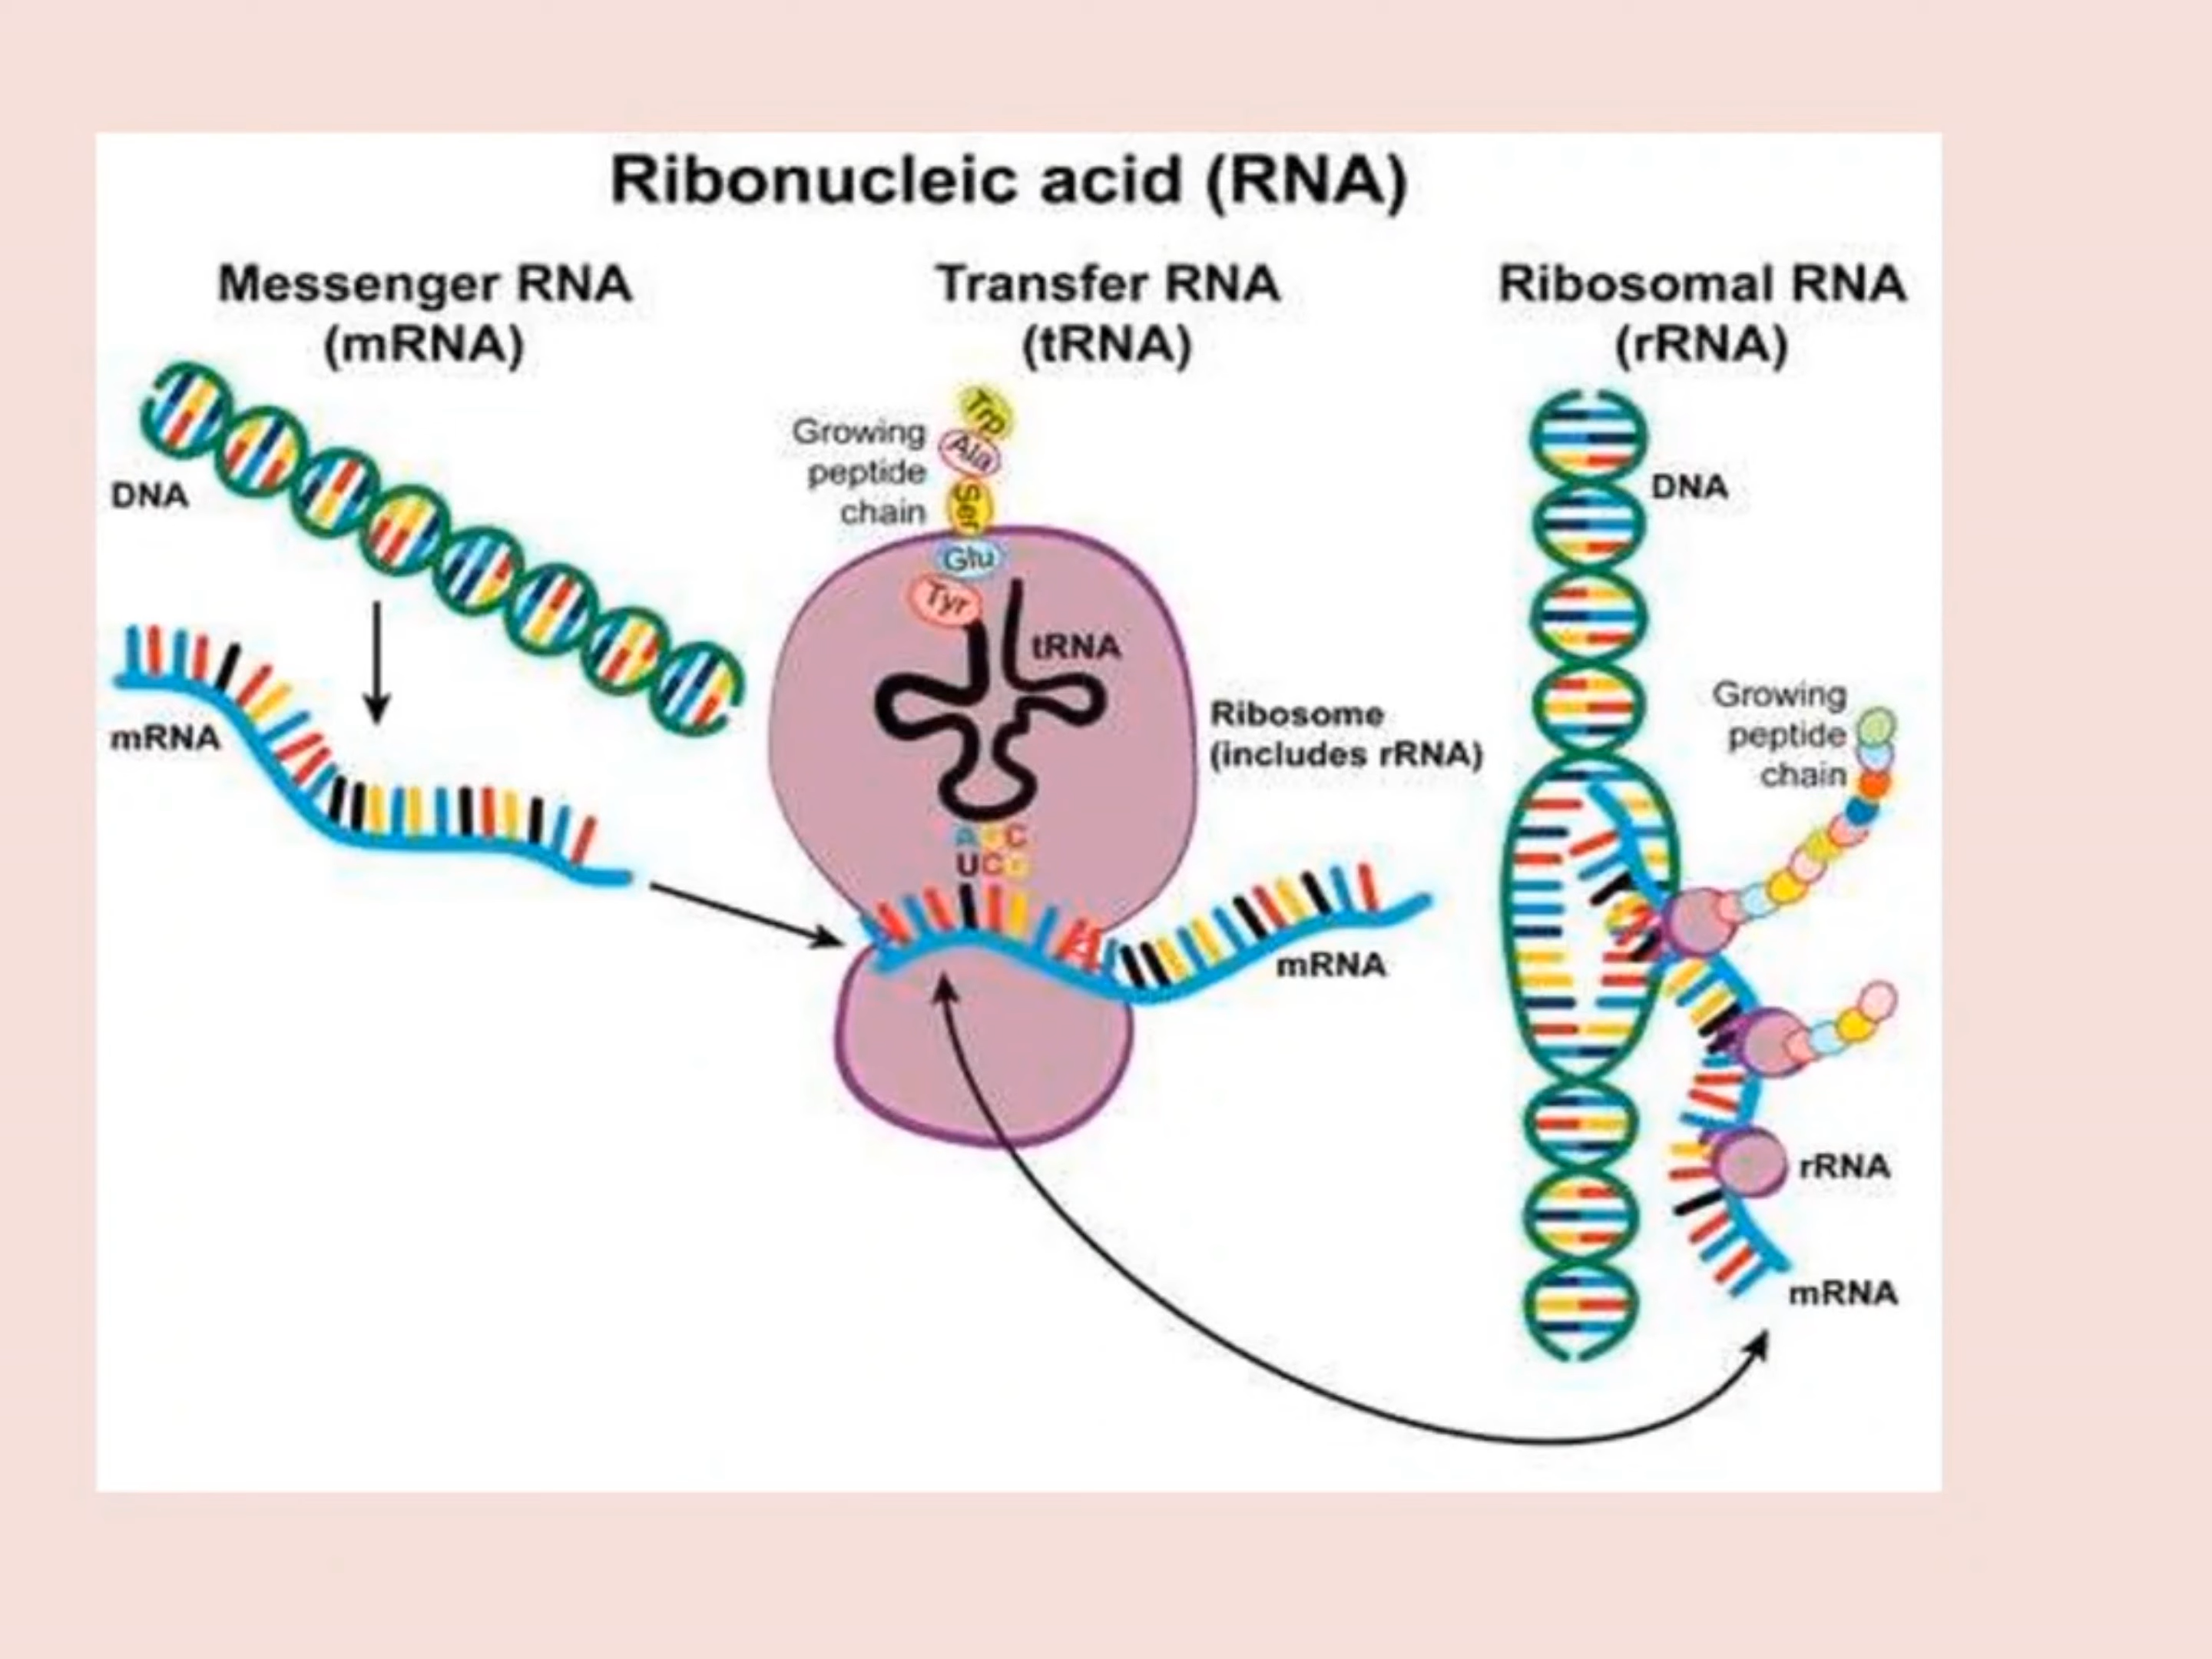 Ribonucleic acid (RNA)
Messenger RNA
(mRNA)
DNA
mRNA
Transfer RNA
(tRNA)
Growing
peptide
chain
Trp
Ala
Ser
Glu
Tyr
tRNA
Ribosome
(includes rRNA)
UC
mRNA
Ribosomal RNA
(rRNA)
DNA
Growing
peptide
chain
rRNA
mRNA